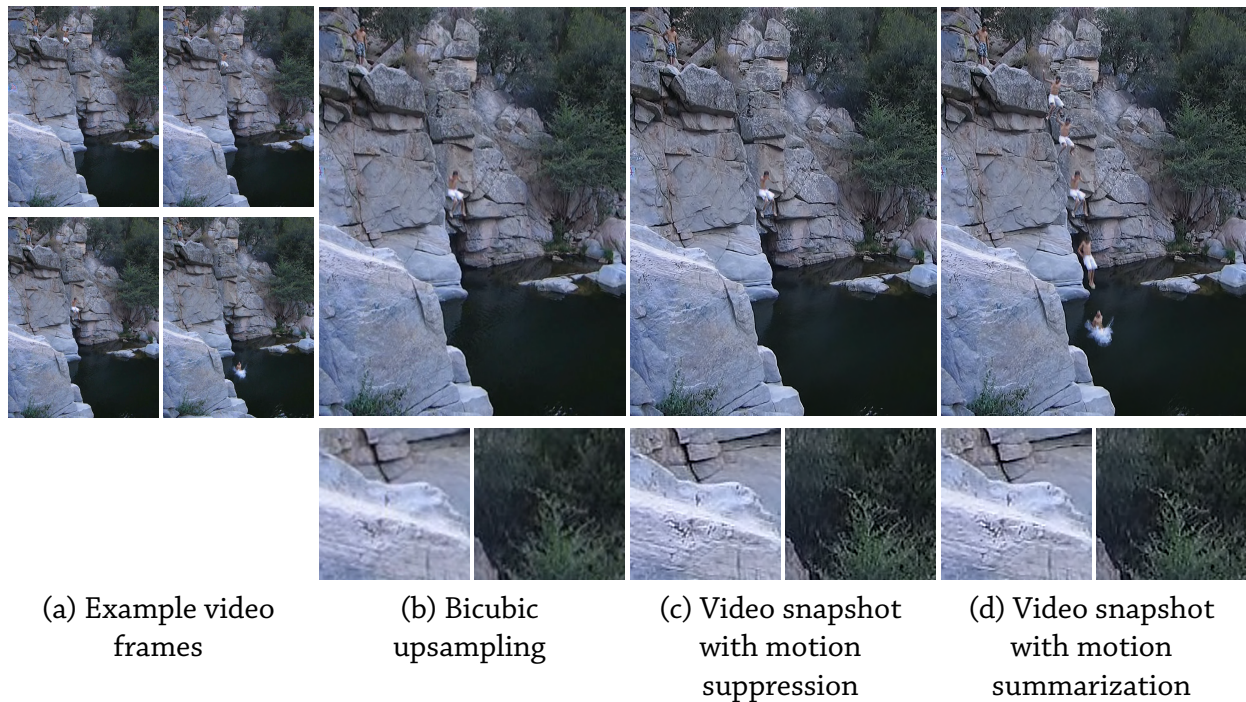 (a) Example video
frames
(b) Bicubic
upsampling
(c) Video snapshot
with motion
suppression
(d) Video snapshot
with motion
summarization